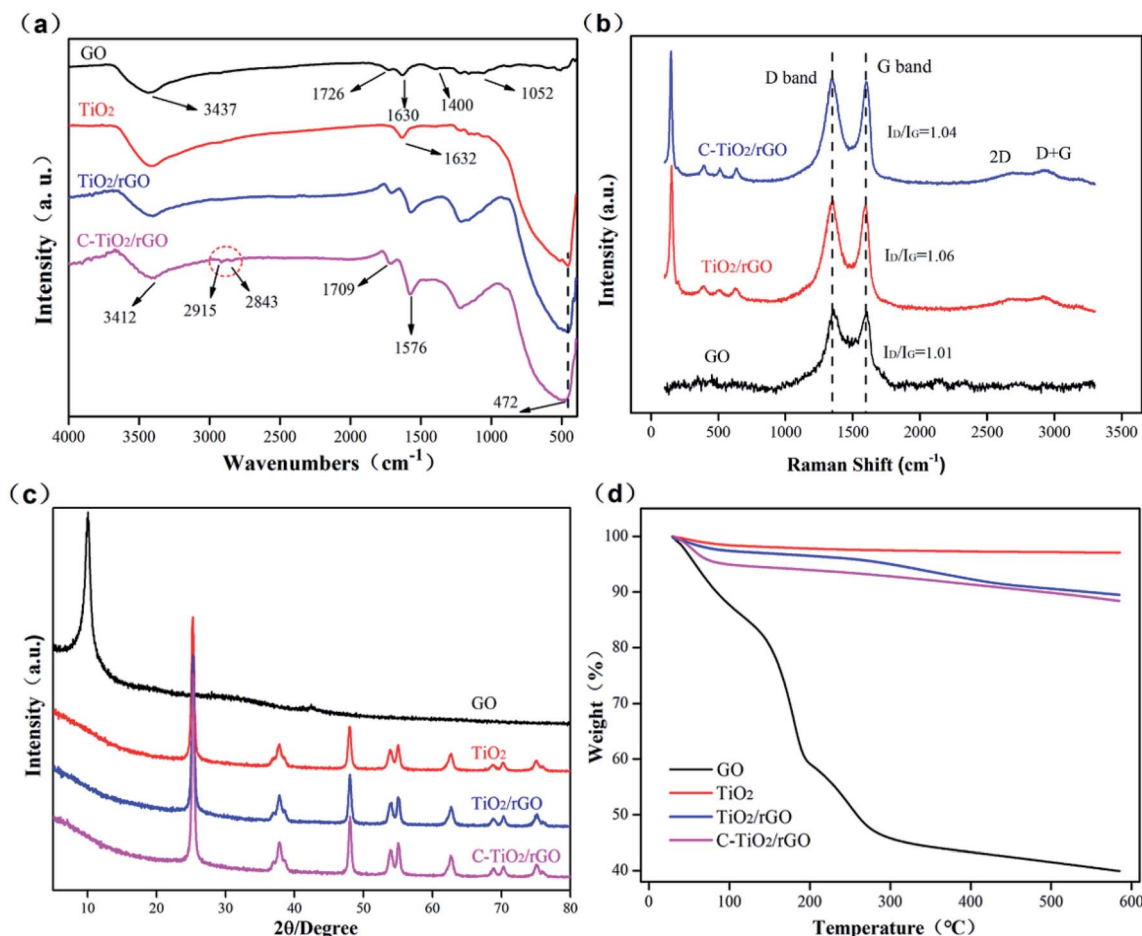 (a)
GO
3437
1726
1630
1400
1052
TiO2
1632
TiO2/rGO
C-TiO2/rGO
3412
2915
2843
1709
1576
472
Intensity (a. u.)
4000 3500 3000 2500 2000 1500 1000 500
Wavenumbers (cm-1)
(b)
D band
G band
ID/IG=1.04
C-TiO2/rGO
2D
D+G
ID/IG=1.06
TiO2/rGO
ID/IG=1.01
GO
Intensity (a.u.)
0 500 1000 1500 2000 2500 3000 3500
Raman Shift (cm-1)
(c)
GO
TiO2
TiO2/rGO
C-TiO2/rGO
Intensity (a.u.)
10 20 30 40 50 60 70 80
2θ/Degree
(d)
100
90
80
70
60
50
40
Weight (%)
GO
TiO2
TiO2/rGO
C-TiO2/rGO
0 100 200 300 400 500 600
Temperature (°C)